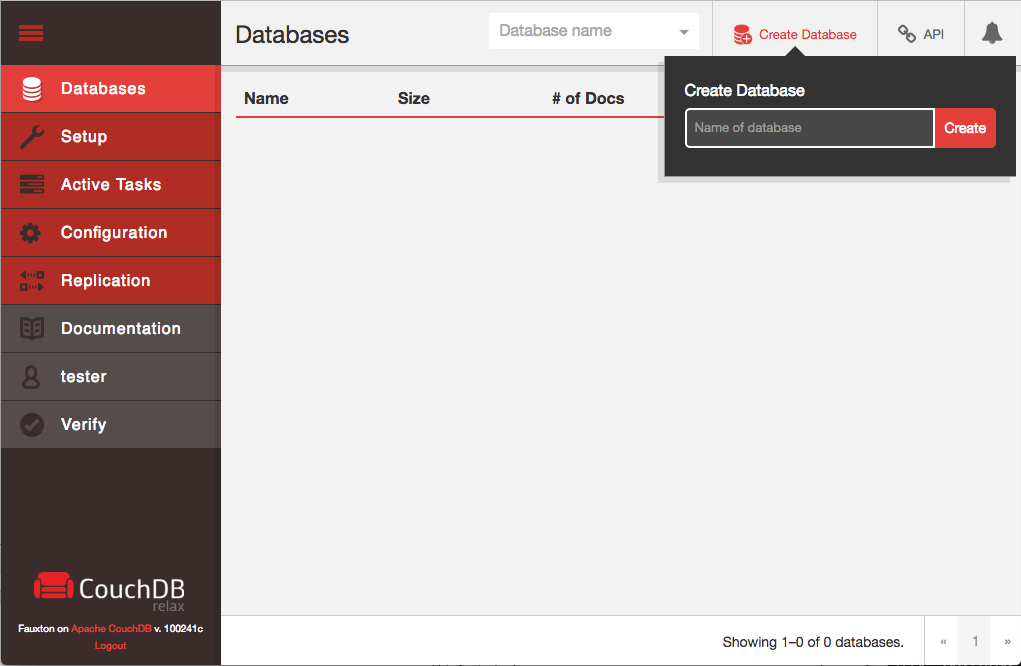 Databases
Database name
Create Database
API
Databases
Setup
Active Tasks
Configuration
Replication
Documentation
tester
Verify
Name Size # of Docs
Create Database
Name of database
Create
CouchDB
relax
Fauxton on Apache CouchDB v. 100241c
Logout
Showing 1–0 of 0 databases.
« 1 »